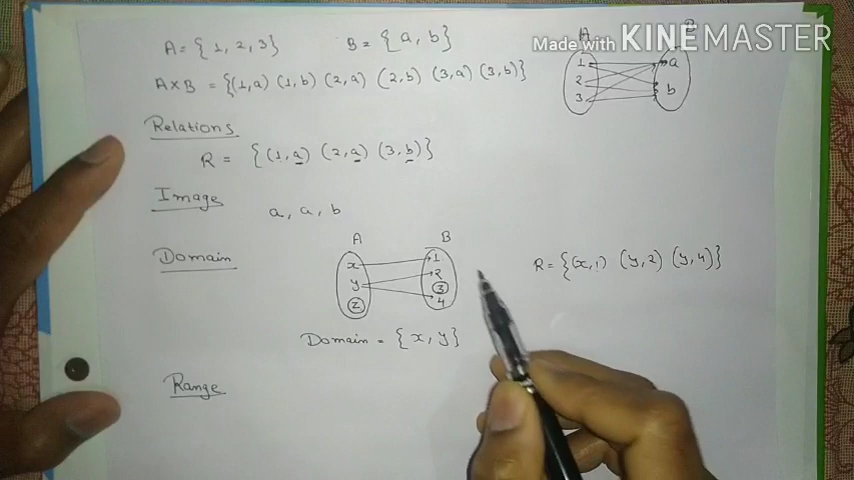 A = { 1, 2, 3 }
B = { a, b }
A × B = {(1,a) (1,b) (2,a) (2,b) (3,a) (3,b)}
A
1
2
3
B
a
b
Made with KINEMASTER
Relations
R = { (1,a) (2,a) (3,b) }
Image
a, a, b
Domain
A
x
y
z
B
1
2
3
4
R = { (x,1) (y,2) (y,4) }
Domain = { x, y }
Range